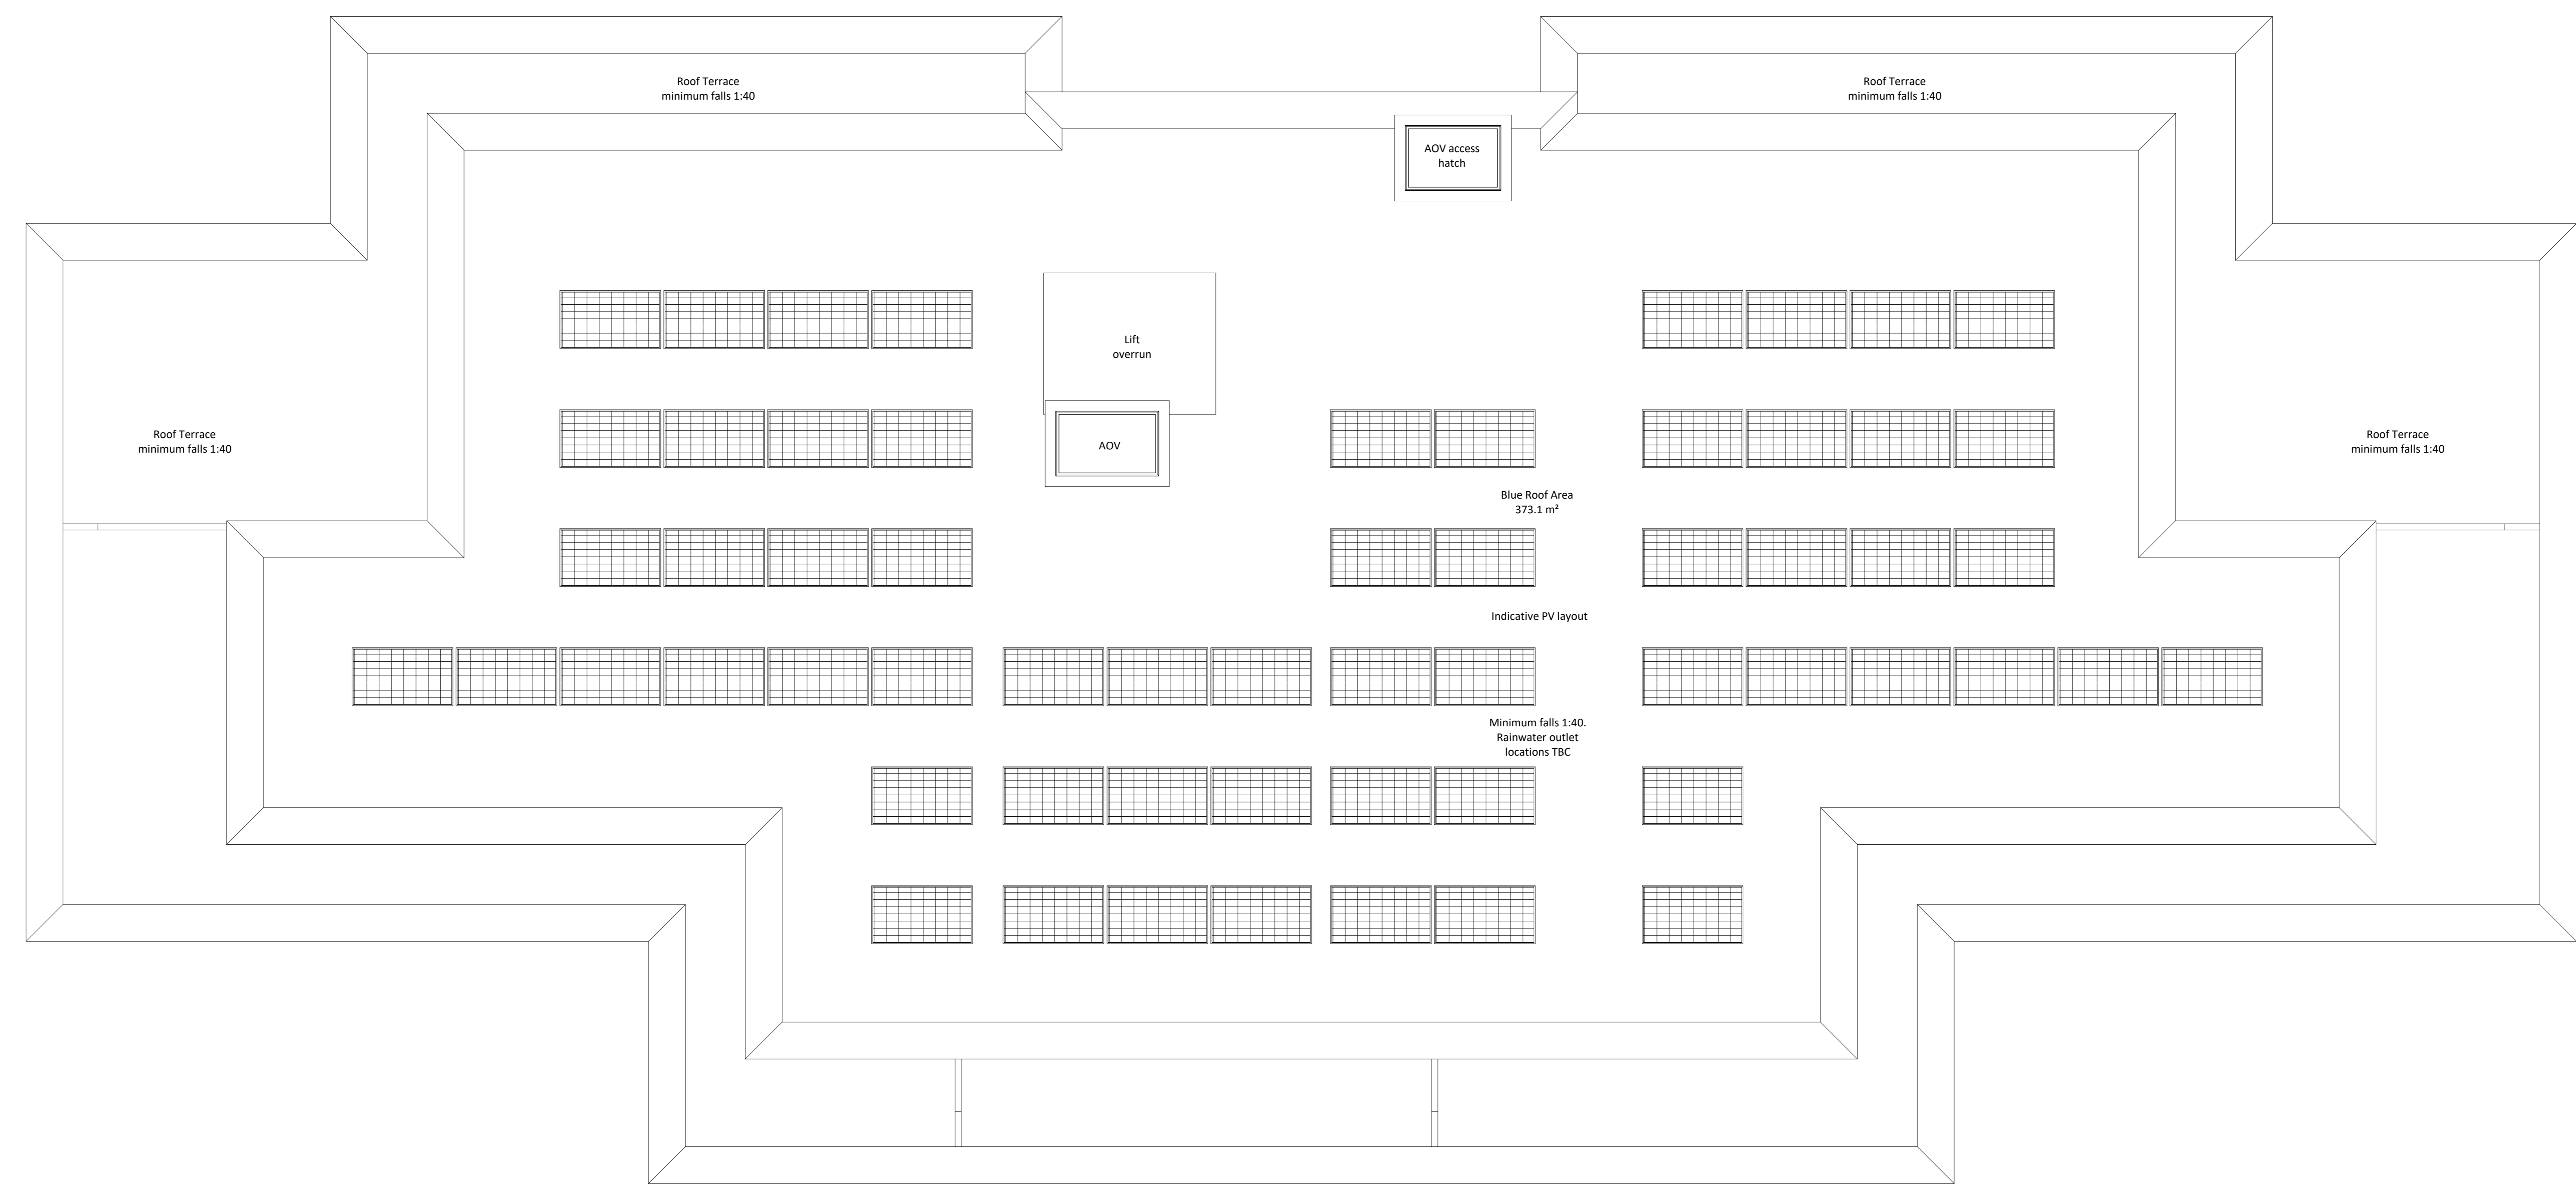 Roof Terrace
minimum falls 1:40
Roof Terrace
minimum falls 1:40
AOV access
hatch
Lift
overrun
Roof Terrace
minimum falls 1:40
AOV
Roof Terrace
minimum falls 1:40
Blue Roof Area
373.1 m²
Indicative PV layout
Minimum falls 1:40.
Rainwater outlet
locations TBC